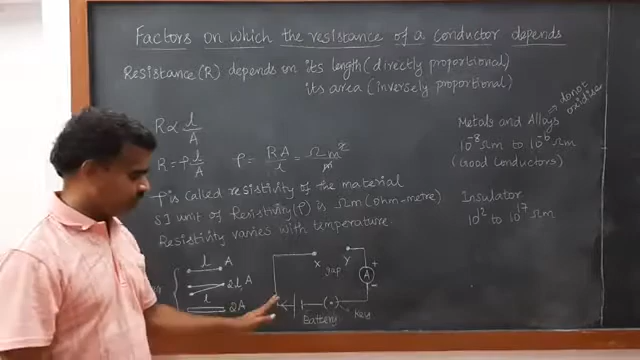 Factors on which the resistance of a conductor depends
Resistance (R) depends on its length (directly proportional)
its area (inversely proportional)
R ∝ l/A
R = ρ l/A
ρ = RA/l = Ωm²/m
ρ is called resistivity of the material
SI unit of Resistivity (ρ) is Ωm (ohm-metre)
Resistivity varies with temperature.
Metals and Alloys ⇒ do not oxidise
10⁻⁸ Ωm to 10⁻⁶ Ωm
(Good conductors)
Insulator
10¹² to 10¹⁷ Ωm
l A
2l, A
l
2A
X gap Y
A
+
−
Battery
Key